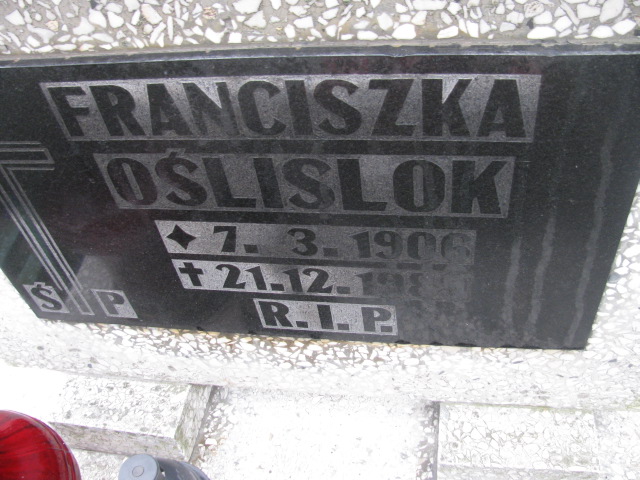 FRANCISZKA
OŚLISLOK
7. 3. 1906
21.12.
Ś P
R.I.P.